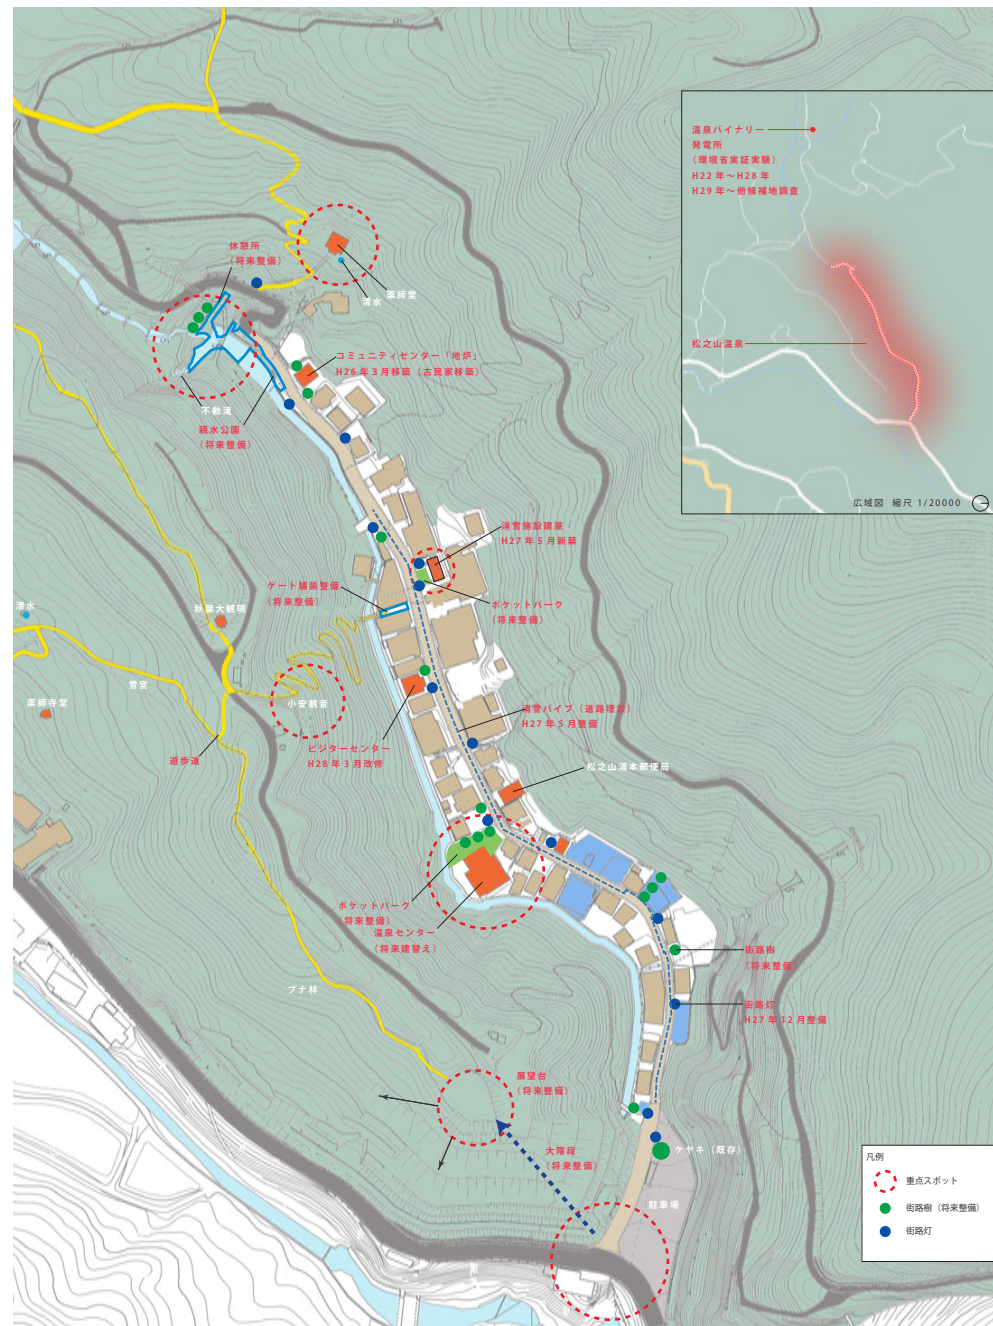 温泉バイナリー
発電所
（環境省実証実験）
H22年～H28年
H29年～他候補地調査
松之山温泉
広域図 縮尺 1/20000
休憩所
（将来整備）
薬師堂
清水
コミュニティセンター「地炉」
H26年3月移築（古民家移築）
不動滝
親水公園
（将来整備）
消雪施設建屋
H27年5月新築
ゲート舗装整備
（将来整備）
ポケットパーク
（将来整備）
清水
秋葉大権現
雪室
薬師寺堂
小安観音
消雪パイプ（道路埋設）
H27年5月整備
ビジターセンター
H28年3月改修
遊歩道
松之山湯本郵便局
ポケットパーク
（将来整備）
温泉センター
（将来建替え）
街路樹
（将来整備）
ブナ林
街路灯
H27年12月整備
展望台
（将来整備）
大階段
（将来整備）
ケヤキ（既存）
駐車場
凡例
重点スポット
街路樹（将来整備）
街路灯